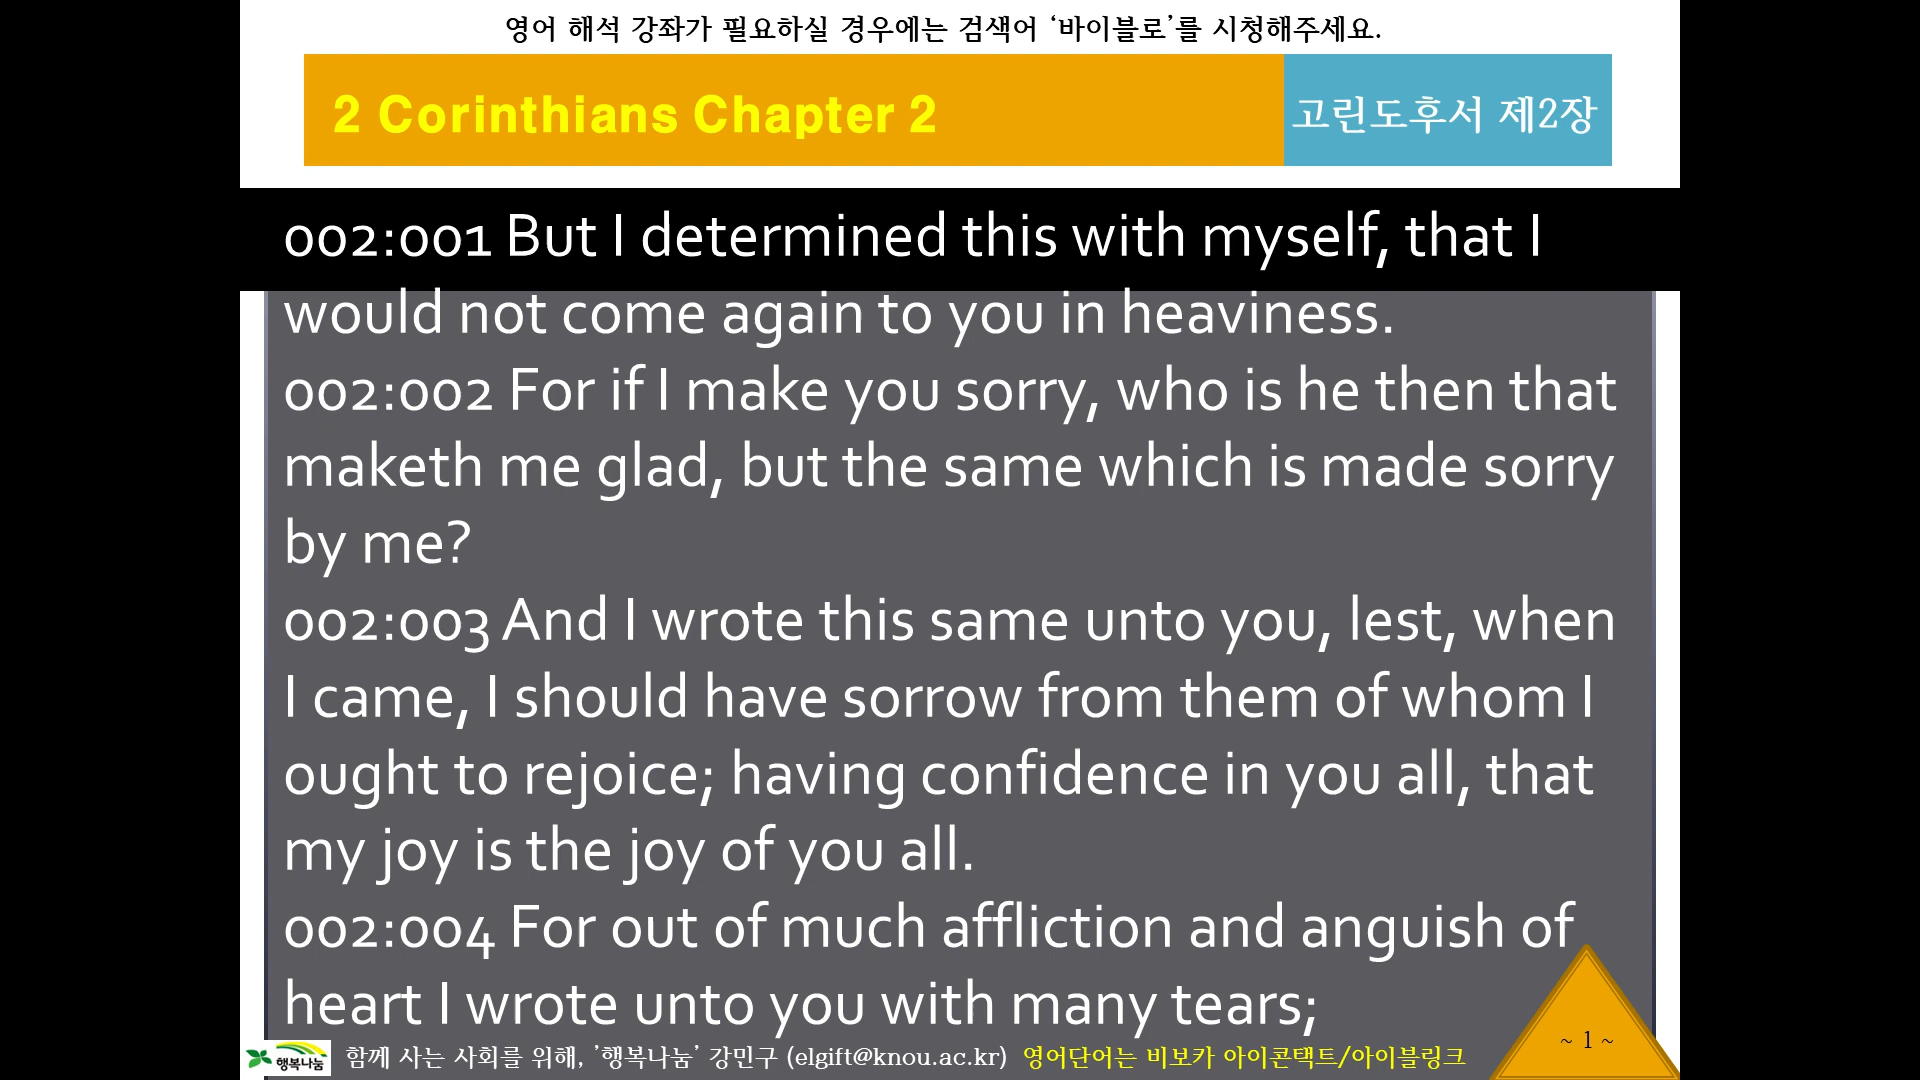 영어 해석 강좌가 필요하실 경우에는 검색어 ‘바이블로’를 시청해주세요.
2 Corinthians Chapter 2
고린도후서 제2장
002:001 But I determined this with myself, that I
would not come again to you in heaviness.
002:002 For if I make you sorry, who is he then that
maketh me glad, but the same which is made sorry
by me?
002:003 And I wrote this same unto you, lest, when
I came, I should have sorrow from them of whom I
ought to rejoice; having confidence in you all, that
my joy is the joy of you all.
002:004 For out of much affliction and anguish of
heart I wrote unto you with many tears;
~ 1 ~
행복나눔
함께 사는 사회를 위해, ’행복나눔’ 강민구 (elgift@knou.ac.kr) 영어단어는 비보카 아이콘택트/아이블링크